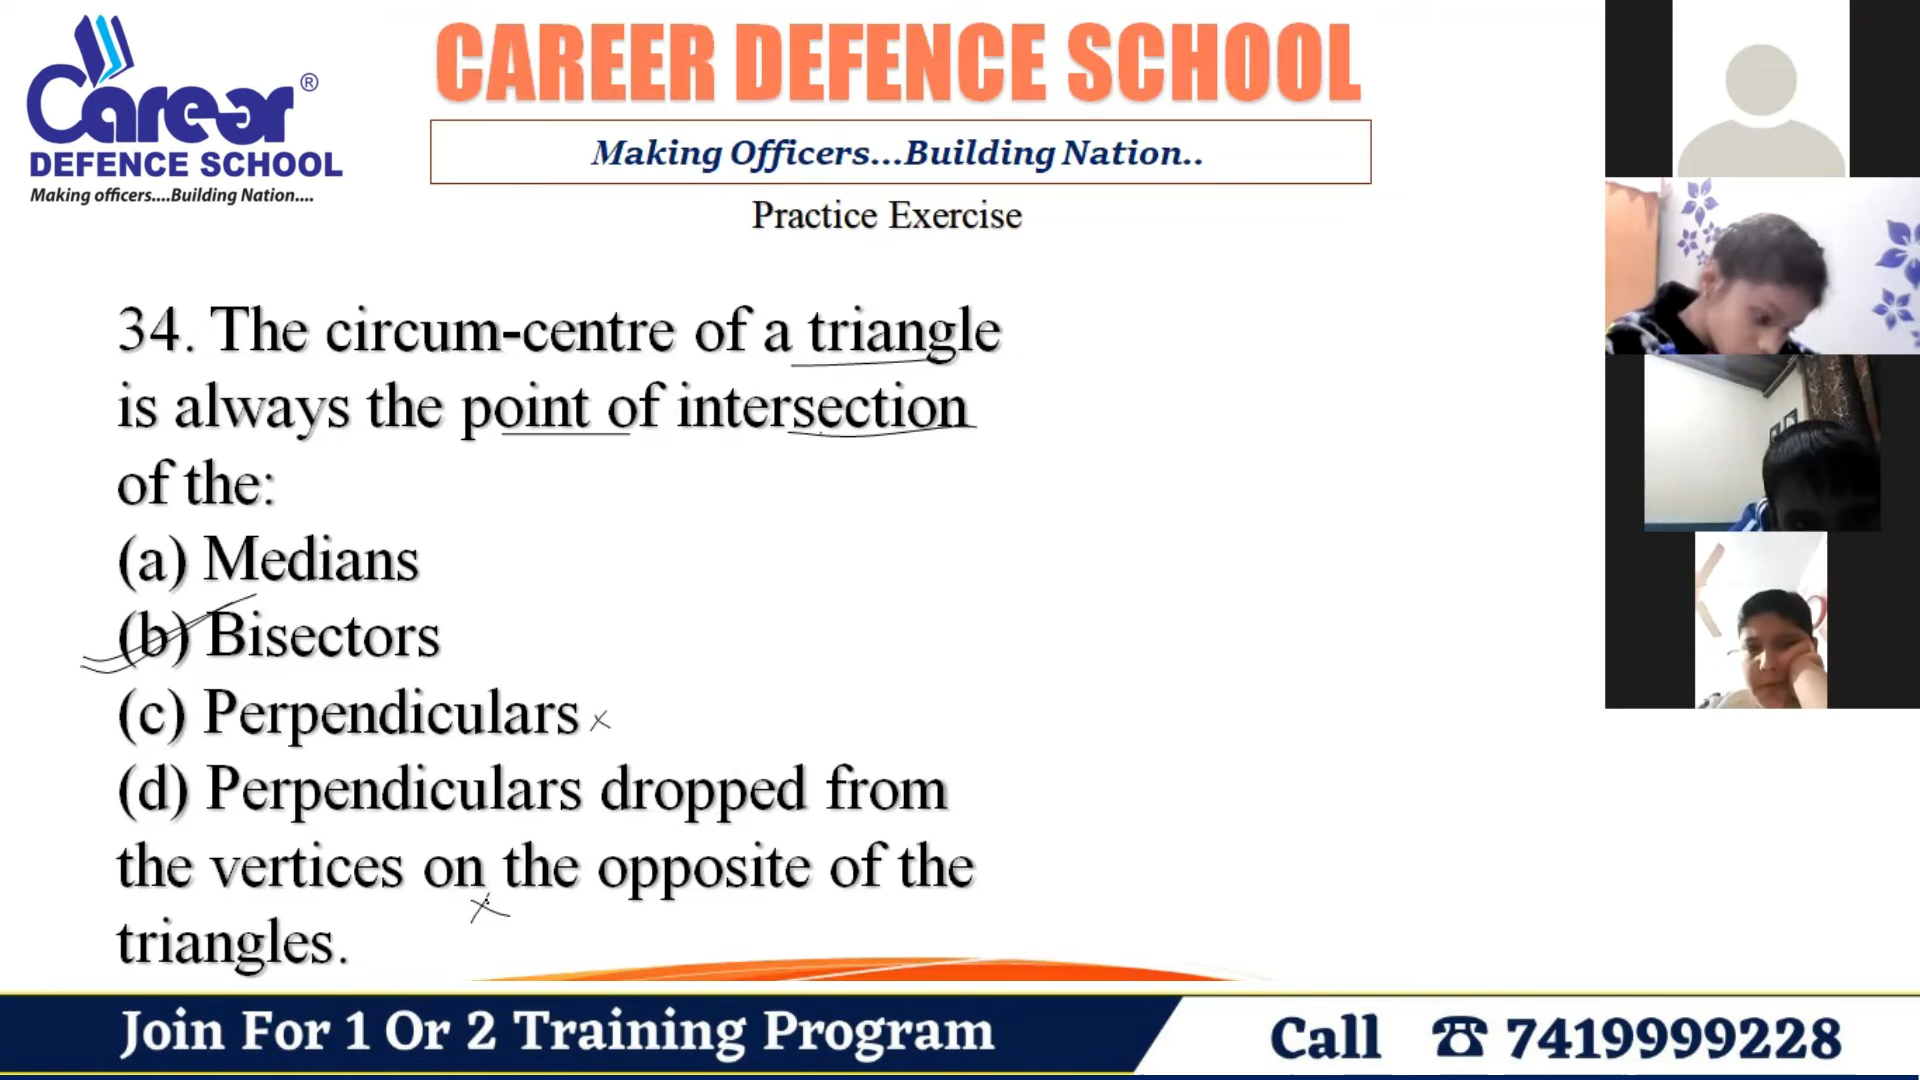 Career®
DEFENCE SCHOOL
Making officers....Building Nation....
CAREER DEFENCE SCHOOL
Making Officers...Building Nation..
Practice Exercise
34. The circum-centre of a triangle
is always the point of intersection
of the:
(a) Medians
(b) Bisectors
(c) Perpendiculars
(d) Perpendiculars dropped from
the vertices on the opposite of the
triangles.
Join For 1 Or 2 Training Program
Call ☎ 7419999228